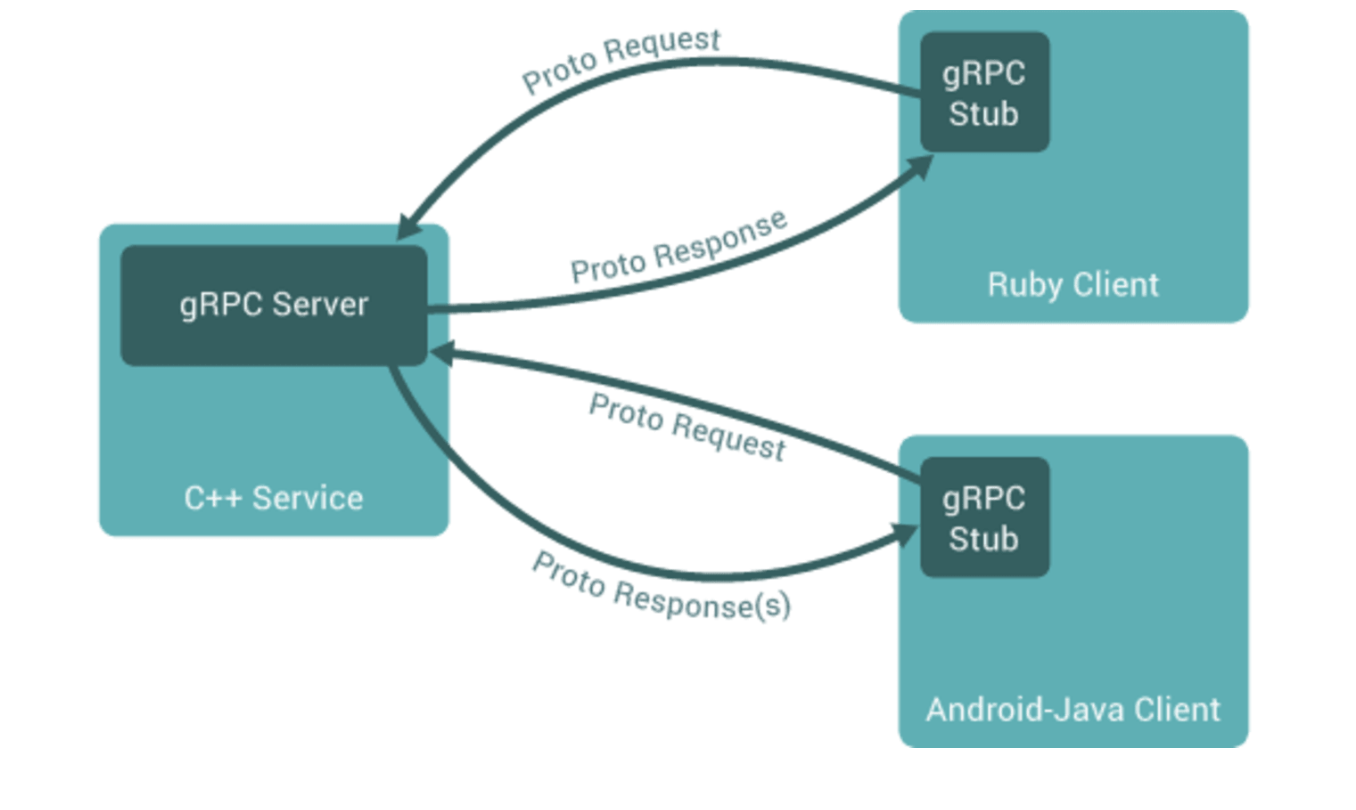 Proto Request
gRPC
Stub
Ruby Client
Proto Response
gRPC Server
C++ Service
Proto Request
gRPC
Stub
Android-Java Client
Proto Response(s)